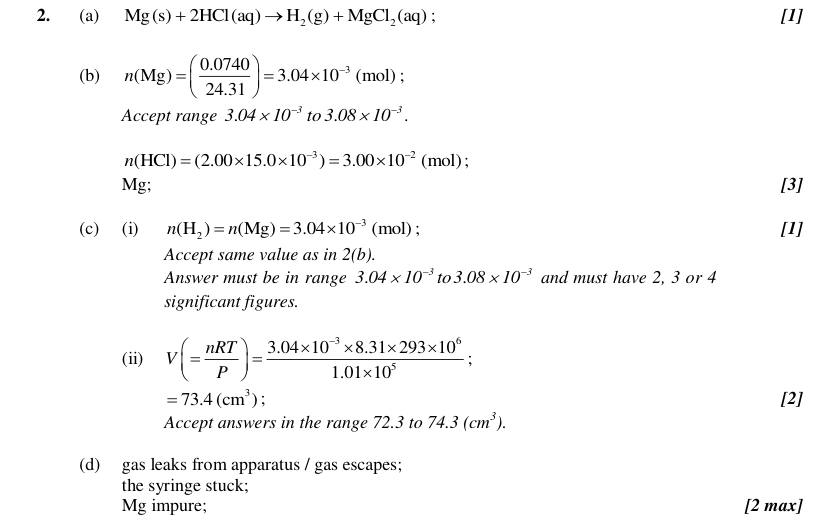 2. (a) Mg(s) + 2HCl(aq) → H₂(g) + MgCl₂(aq) ; [1]
(b) n(Mg) = (0.0740/24.31) = 3.04×10⁻³ (mol) ;
Accept range 3.04 × 10⁻³ to 3.08 × 10⁻³.
n(HCl) = (2.00×15.0×10⁻³) = 3.00×10⁻² (mol) ;
Mg; [3]
(c) (i) n(H₂) = n(Mg) = 3.04×10⁻³ (mol) ; [1]
Accept same value as in 2(b).
Answer must be in range 3.04 × 10⁻³ to 3.08 × 10⁻³ and must have 2, 3 or 4
significant figures.
(ii) V(= nRT/P) = 3.04×10⁻³ ×8.31×293×10⁶/1.01×10⁵ ;
= 73.4 (cm³) ; [2]
Accept answers in the range 72.3 to 74.3 (cm³).
(d) gas leaks from apparatus / gas escapes;
the syringe stuck;
Mg impure; [2 max]